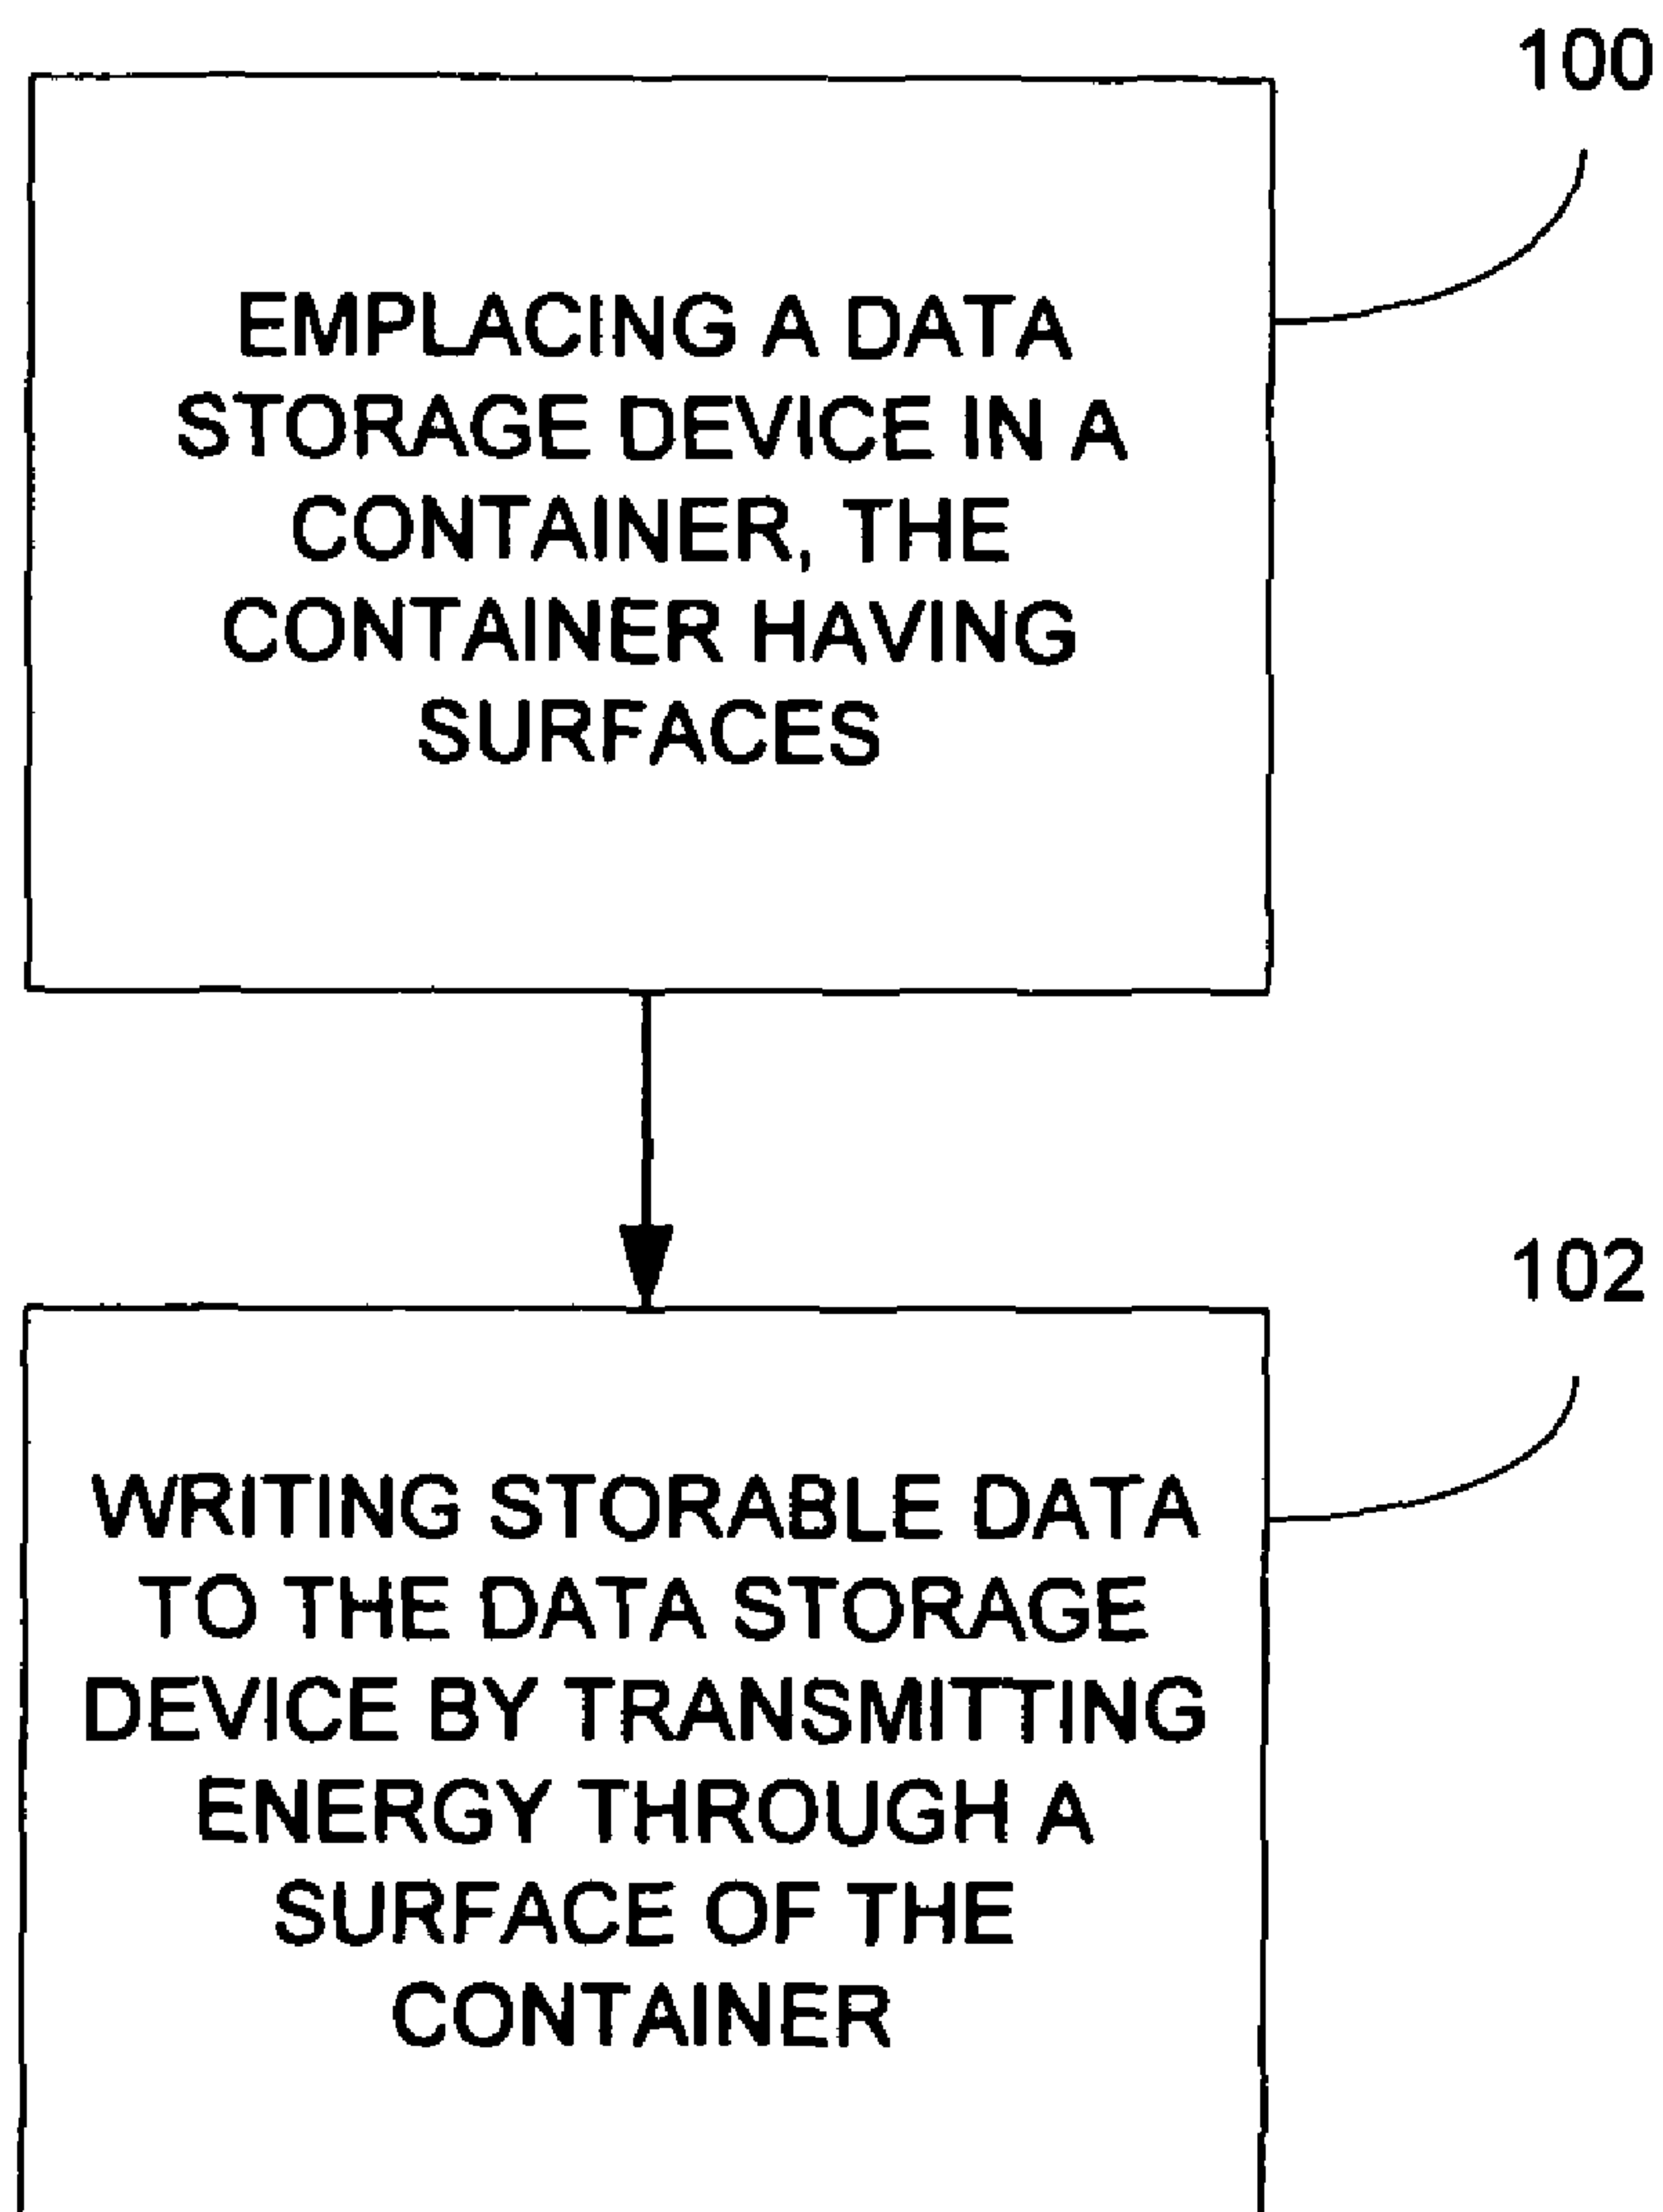 100
EMPLACING A DATA
STORAGE DEVICE IN A
CONTAINER, THE
CONTAINER HAVING
SURFACES
102
WRITING STORABLE DATA
TO THE DATA STORAGE
DEVICE BY TRANSMITTING
ENERGY THROUGH A
SURFACE OF THE
CONTAINER